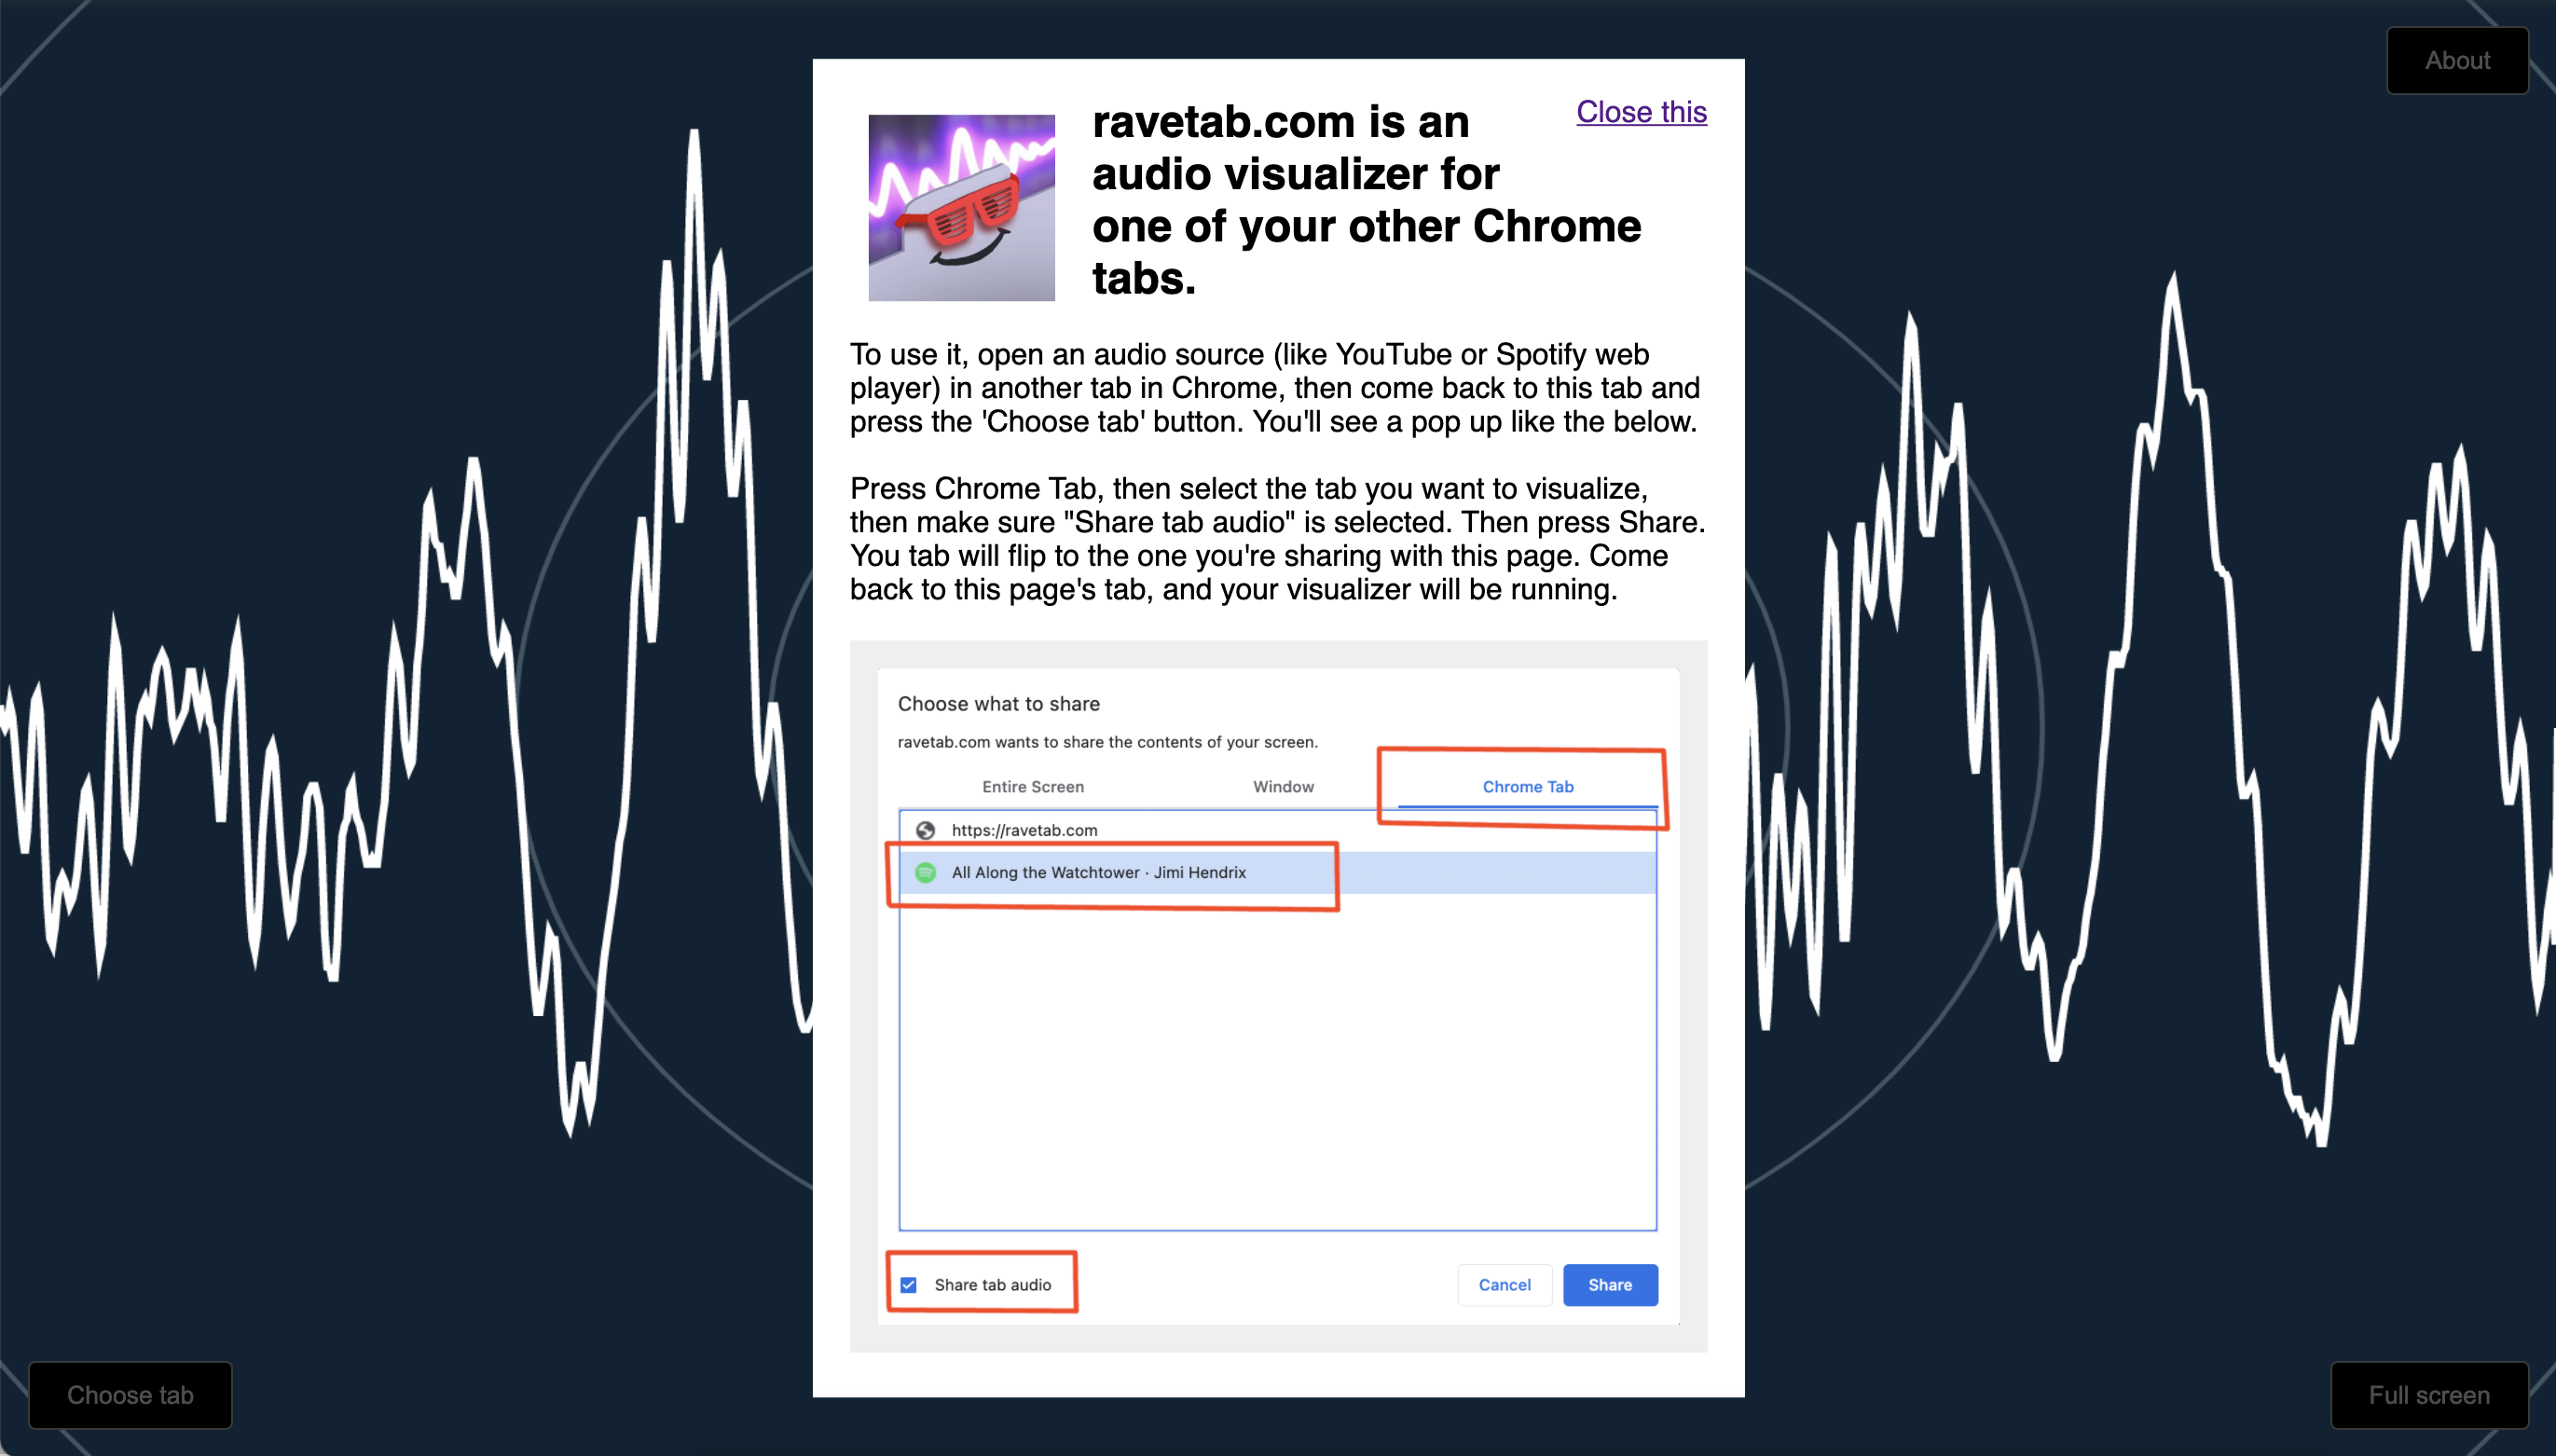 About
Close this
ravetab.com is an
audio visualizer for
one of your other Chrome
tabs.
To use it, open an audio source (like YouTube or Spotify web
player) in another tab in Chrome, then come back to this tab and
press the 'Choose tab' button. You'll see a pop up like the below.
Press Chrome Tab, then select the tab you want to visualize,
then make sure "Share tab audio" is selected. Then press Share.
You tab will flip to the one you're sharing with this page. Come
back to this page's tab, and your visualizer will be running.
Choose what to share
ravetab.com wants to share the contents of your screen.
Entire Screen Window Chrome Tab
https://ravetab.com
All Along the Watchtower · Jimi Hendrix
Share tab audio Cancel Share
Choose tab Full screen